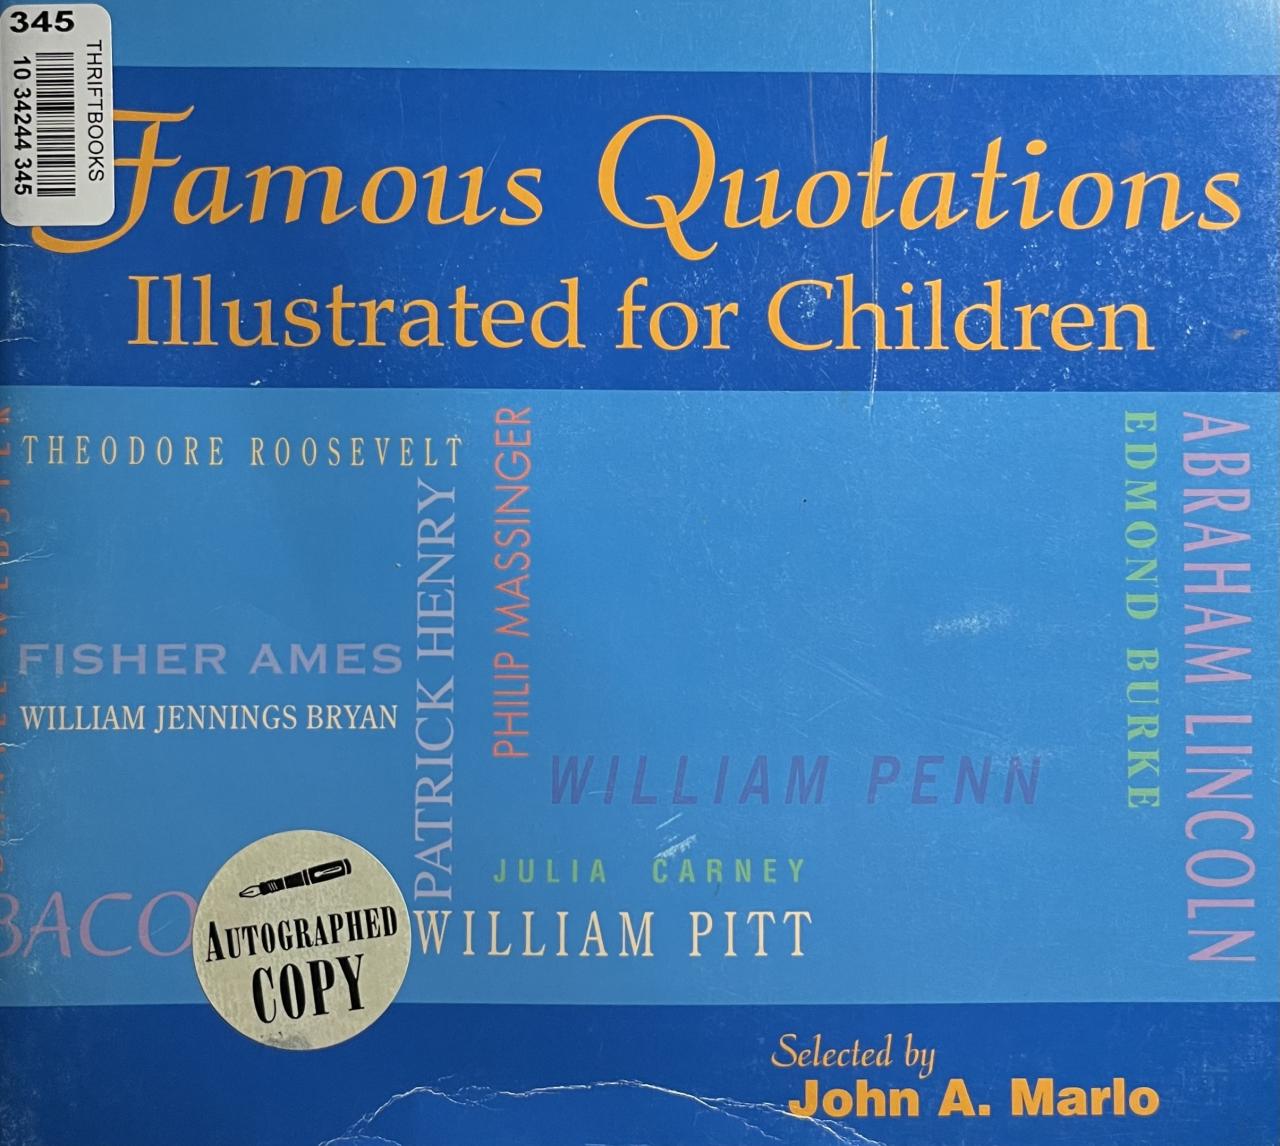 345
THRIFTBOOKS
10 34244 345
Famous Quotations
Illustrated for Children
THEODORE ROOSEVELT
PHILIP MASSINGER
EDMOND BURKE
ABRAHAM LINCOLN
PATRICK HENRY
FISHER AMES
WILLIAM JENNINGS BRYAN
WILLIAM PENN
JULIA CARNEY
BACO
WILLIAM PITT
AUTOGRAPHED
COPY
Selected by
John A. Marlo